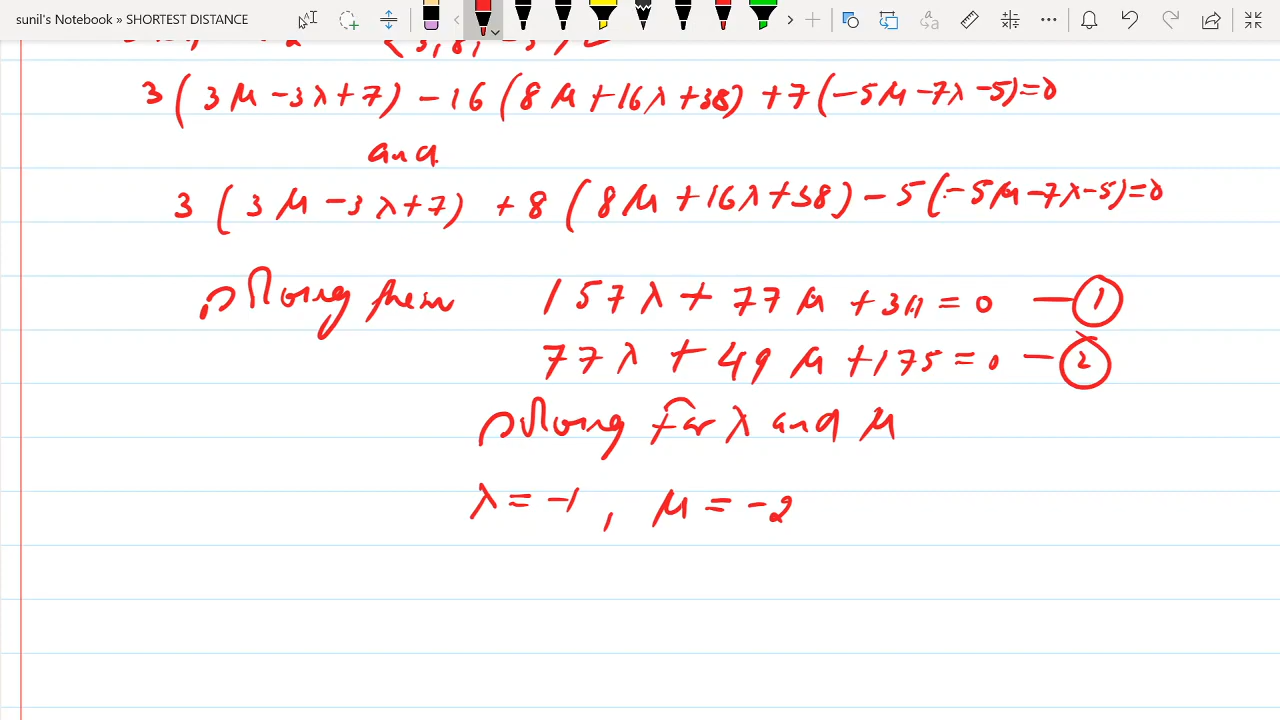 sunil's Notebook » SHORTEST DISTANCE
3(3μ-3λ+7)-16(8μ+16λ+38)+7(-5μ-7λ-5)=0
and
3(3μ-3λ+7)+8(8μ+16λ+38)-5(-5μ-7λ-5)=0
solving them 157λ+77μ+311=0 — 1
77λ+49μ+175=0 — 2
solving for λ and μ
λ=-1, μ=-2